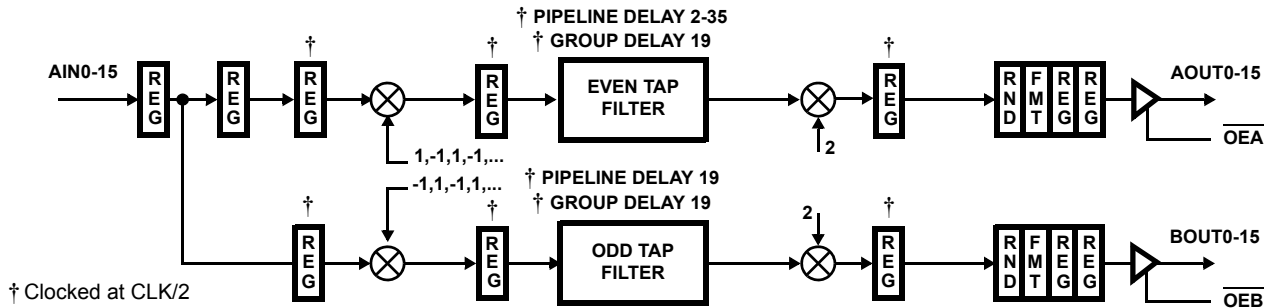 † PIPELINE DELAY 2-35
† GROUP DELAY 19
AIN0-15
REG
REG
†
REG
†
REG
EVEN TAP
FILTER
2
†
REG
RND
FMT
REG
REG
AOUT0-15
OEA
1,-1,1,-1,...
-1,1,-1,1,...
† PIPELINE DELAY 19
† GROUP DELAY 19
†
REG
†
REG
ODD TAP
FILTER
2
†
REG
RND
FMT
REG
REG
BOUT0-15
OEB
† Clocked at CLK/2